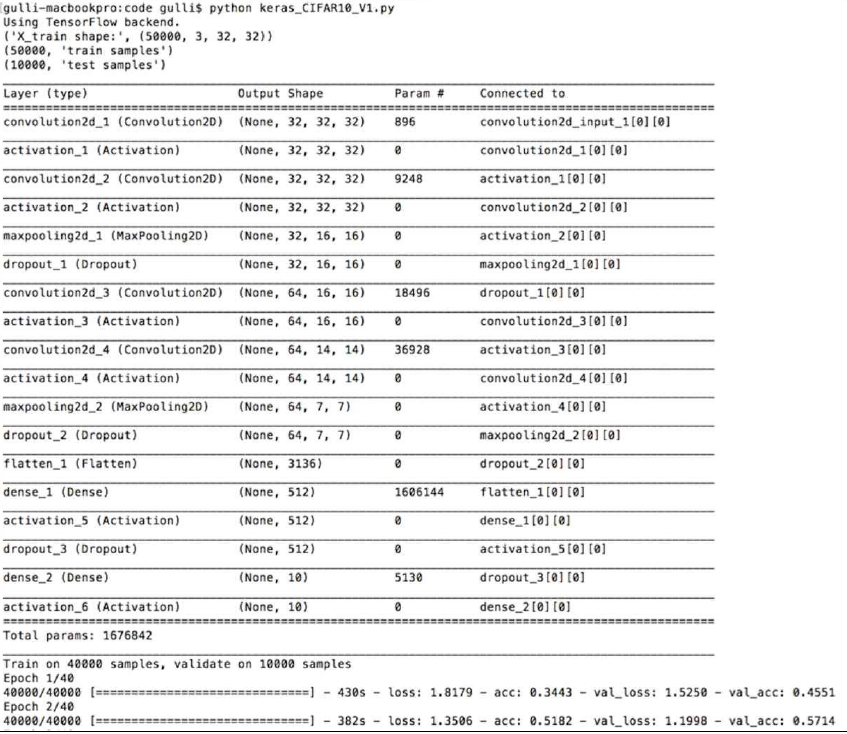 gulli-macbookpro:code gulli$ python keras_CIFAR10_V1.py
Using TensorFlow backend.
('X_train shape:', (50000, 3, 32, 32))
(50000, 'train samples')
(10000, 'test samples')
Layer (type) Output Shape Param # Connected to
convolution2d_1 (Convolution2D) (None, 32, 32, 32) 896 convolution2d_input_1[0][0]
activation_1 (Activation) (None, 32, 32, 32) 0 convolution2d_1[0][0]
convolution2d_2 (Convolution2D) (None, 32, 32, 32) 9248 activation_1[0][0]
activation_2 (Activation) (None, 32, 32, 32) 0 convolution2d_2[0][0]
maxpooling2d_1 (MaxPooling2D) (None, 32, 16, 16) 0 activation_2[0][0]
dropout_1 (Dropout) (None, 32, 16, 16) 0 maxpooling2d_1[0][0]
convolution2d_3 (Convolution2D) (None, 64, 16, 16) 18496 dropout_1[0][0]
activation_3 (Activation) (None, 64, 16, 16) 0 convolution2d_3[0][0]
convolution2d_4 (Convolution2D) (None, 64, 14, 14) 36928 activation_3[0][0]
activation_4 (Activation) (None, 64, 14, 14) 0 convolution2d_4[0][0]
maxpooling2d_2 (MaxPooling2D) (None, 64, 7, 7) 0 activation_4[0][0]
dropout_2 (Dropout) (None, 64, 7, 7) 0 maxpooling2d_2[0][0]
flatten_1 (Flatten) (None, 3136) 0 dropout_2[0][0]
dense_1 (Dense) (None, 512) 1606144 flatten_1[0][0]
activation_5 (Activation) (None, 512) 0 dense_1[0][0]
dropout_3 (Dropout) (None, 512) 0 activation_5[0][0]
dense_2 (Dense) (None, 10) 5130 dropout_3[0][0]
activation_6 (Activation) (None, 10) 0 dense_2[0][0]
Total params: 1676842
Train on 40000 samples, validate on 10000 samples
Epoch 1/40
40000/40000 [==============================] - 430s - loss: 1.8179 - acc: 0.3443 - val_loss: 1.5250 - val_acc: 0.4551
Epoch 2/40
40000/40000 [==============================] - 382s - loss: 1.3506 - acc: 0.5182 - val_loss: 1.1998 - val_acc: 0.5714